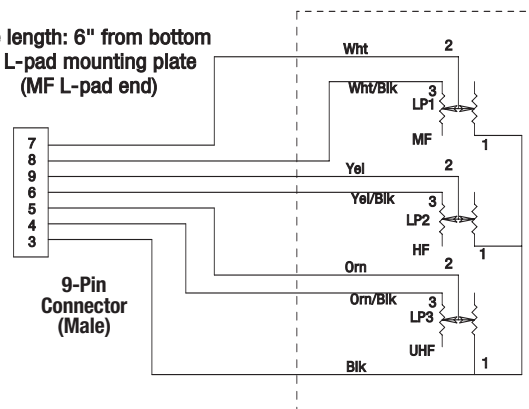 length: 6" from bottom
L-pad mounting plate
(MF L-pad end)
Wht
2
Wht/Blk
3
LP1
MF
1
7
8
9
6
5
4
3
Yel
2
Yel/Blk
3
LP2
HF
1
9-Pin
Connector
(Male)
Orn
2
Orn/Blk
3
LP3
UHF
1
Blk